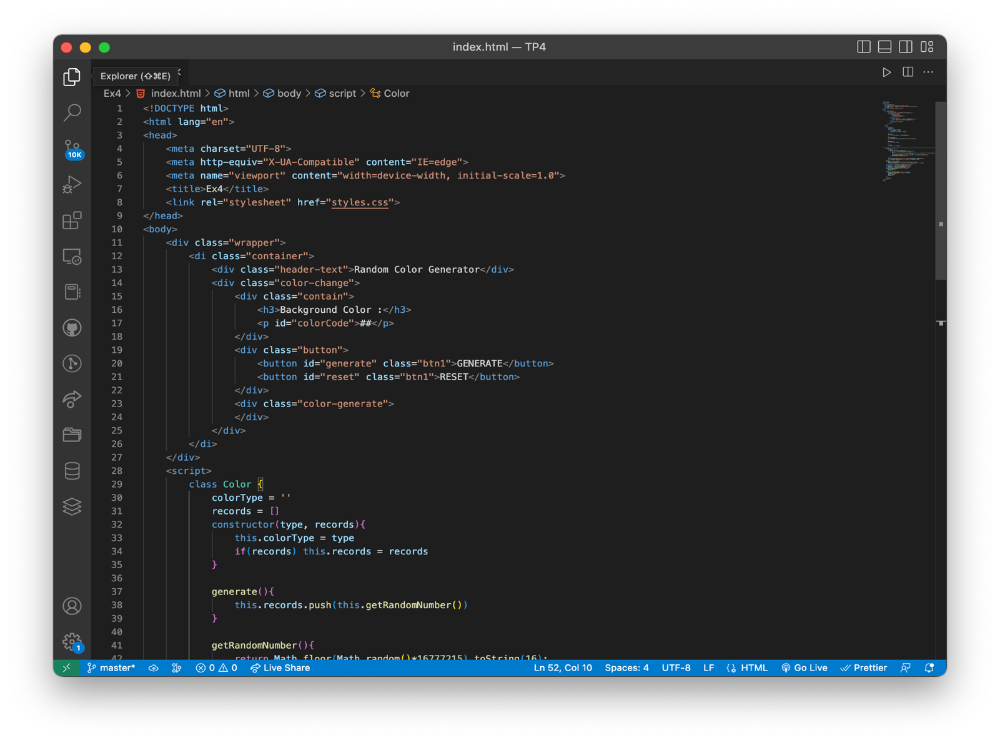 index.html — TP4
Explorer (⇧⌘E)
Ex4 > index.html > html > body > script > Color
1 <!DOCTYPE html>
2 <html lang="en">
3 <head>
4 <meta charset="UTF-8">
5 <meta http-equiv="X-UA-Compatible" content="IE=edge">
6 <meta name="viewport" content="width=device-width, initial-scale=1.0">
7 <title>Ex4</title>
8 <link rel="stylesheet" href="styles.css">
9 </head>
10 <body>
11 <div class="wrapper">
12 <di class="container">
13 <div class="header-text">Random Color Generator</div>
14 <div class="color-change">
15 <div class="contain">
16 <h3>Background Color :</h3>
17 <p id="colorCode">##</p>
18 </div>
19 <div class="button">
20 <button id="generate" class="btn1">GENERATE</button>
21 <button id="reset" class="btn1">RESET</button>
22 </div>
23 <div class="color-generate">
24 </div>
25 </div>
26 </di>
27 </div>
28 <script>
29 class Color {
30 colorType = ''
31 records = []
32 constructor(type, records){
33 this.colorType = type
34 if(records) this.records = records
35 }
36
37 generate(){
38 this.records.push(this.getRandomNumber())
39 }
40
41 getRandomNumber(){
42 return Math.floor(Math.random()*16777215).toString(16);
10K
1
master* 0 0 Live Share Ln 52, Col 10 Spaces: 4 UTF-8 LF HTML Go Live Prettier